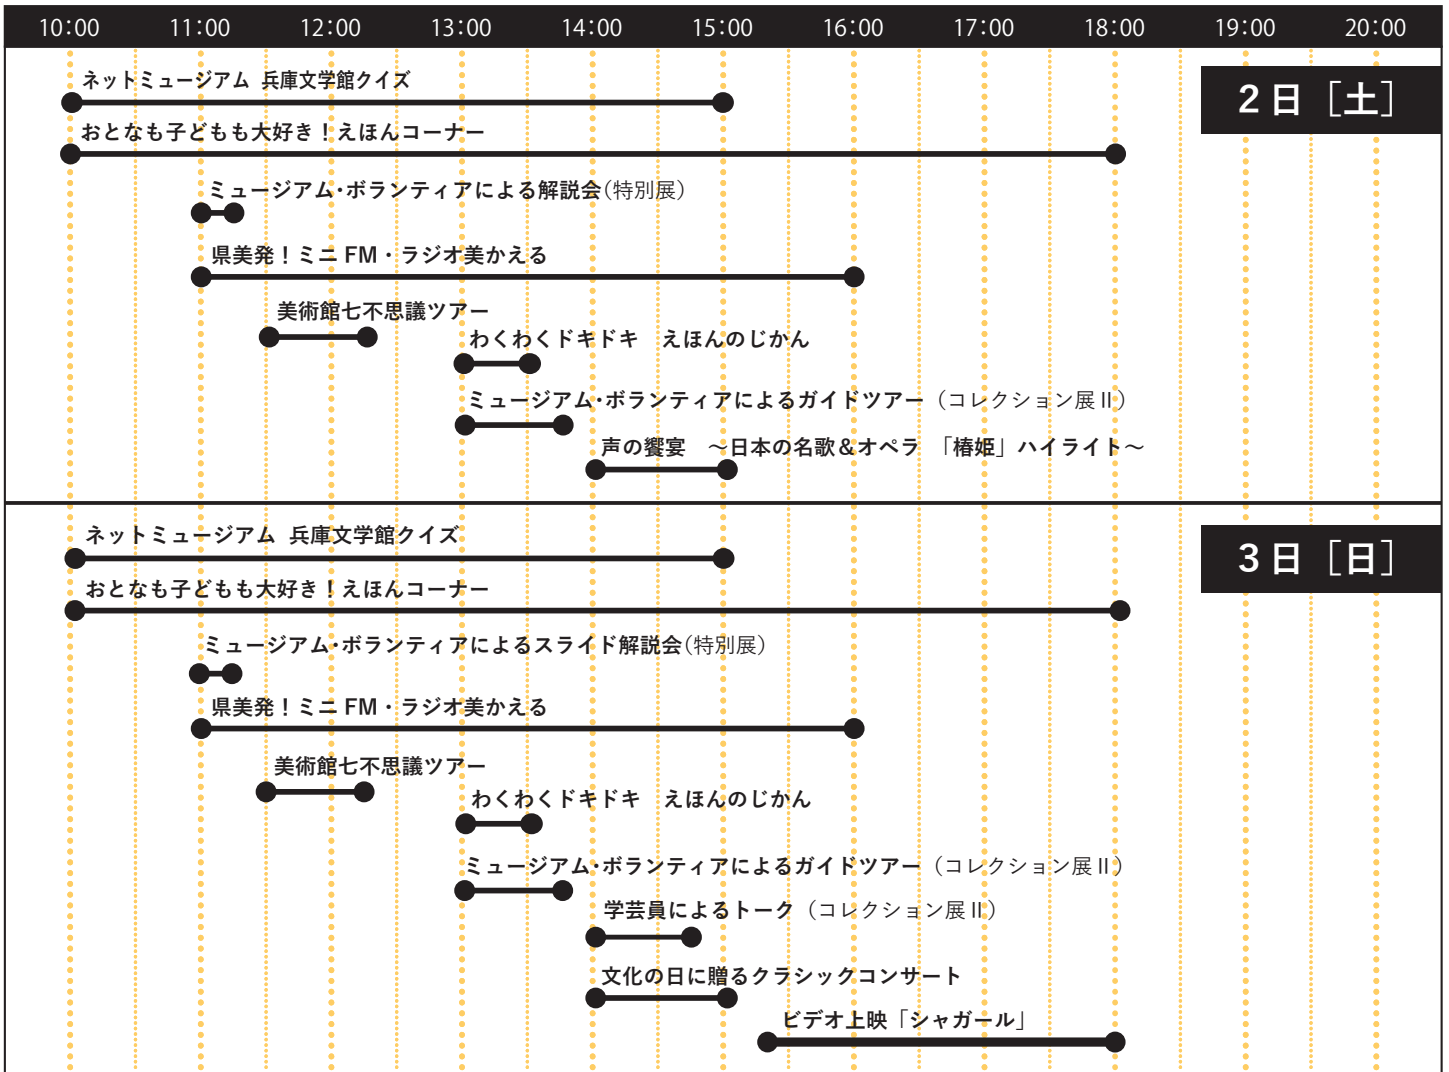 10:00 11:00 12:00 13:00 14:00 15:00 16:00 17:00 18:00 19:00 20:00
2日［土］
ネットミュージアム 兵庫文学館クイズ
おとなも子どもも大好き！えほんコーナー
ミュージアム・ボランティアによる解説会（特別展）
県美発！ミニ FM・ラジオ美かえる
美術館七不思議ツアー
わくわくドキドキ　えほんのじかん
ミュージアム・ボランティアによるガイドツアー（コレクション展Ⅱ）
声の饗宴　～日本の名歌＆オペラ　「椿姫」ハイライト～
3日［日］
ネットミュージアム 兵庫文学館クイズ
おとなも子どもも大好き！えほんコーナー
ミュージアム・ボランティアによるスライド解説会（特別展）
県美発！ミニ FM・ラジオ美かえる
美術館七不思議ツアー
わくわくドキドキ　えほんのじかん
ミュージアム・ボランティアによるガイドツアー（コレクション展Ⅱ）
学芸員によるトーク（コレクション展Ⅱ）
文化の日に贈るクラシックコンサート
ビデオ上映「シャガール」